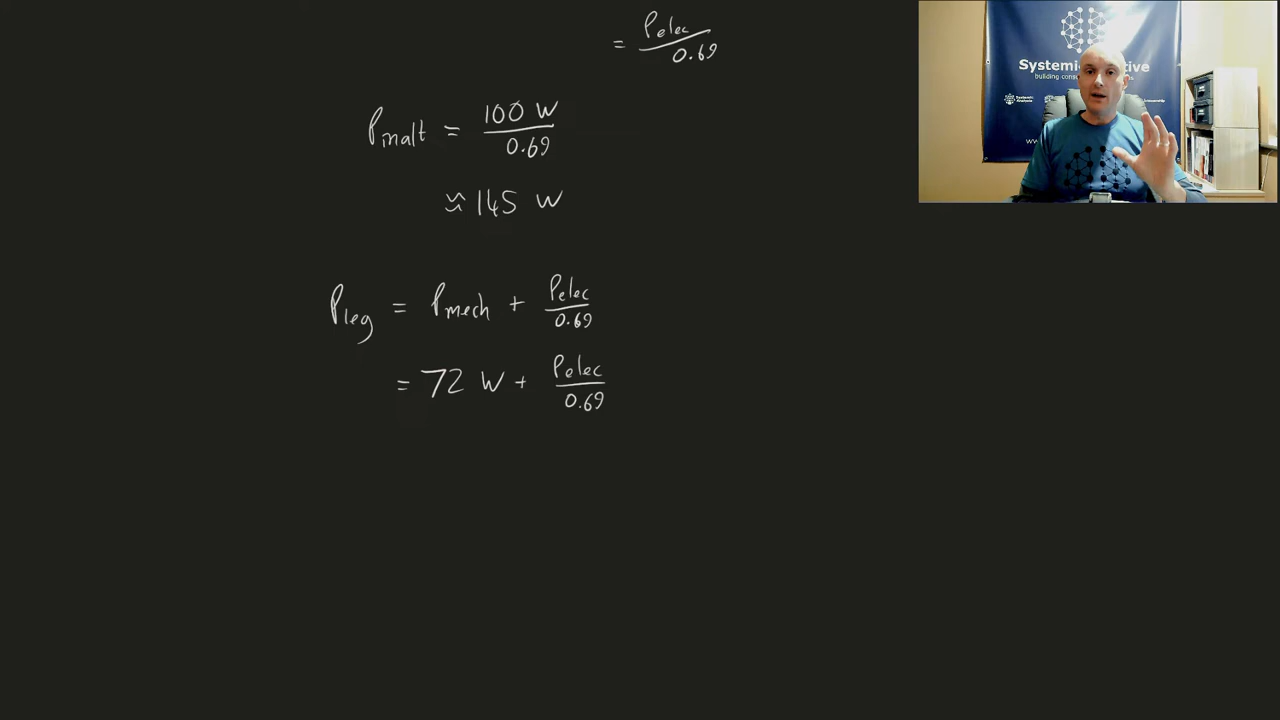 = Pelec / 0.69
Pmalt = 100 W / 0.69
≈ 145 W
Pleg = Pmech + Pelec / 0.69
= 72 W + Pelec / 0.69
building
Systemic
Analysis